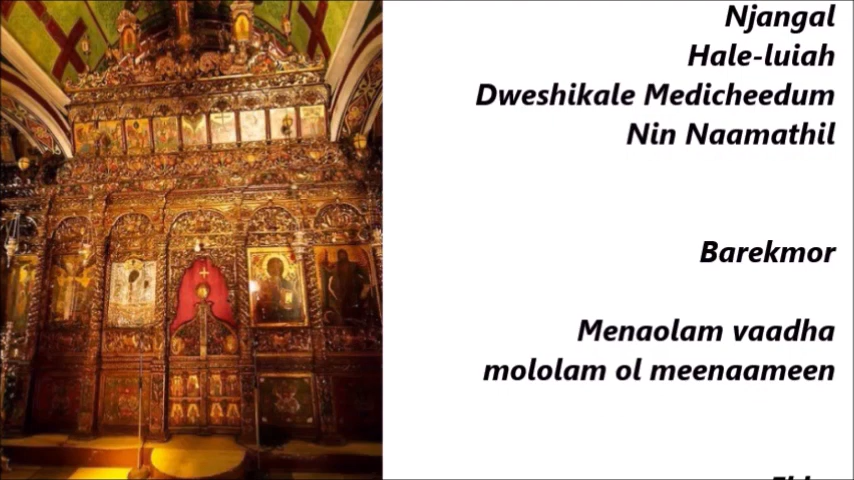 Njangal
Hale-luiah
Dweshikale Medicheedum
Nin Naamathil
Barekmor
Menaolam vaadha
mololam ol meenaameen